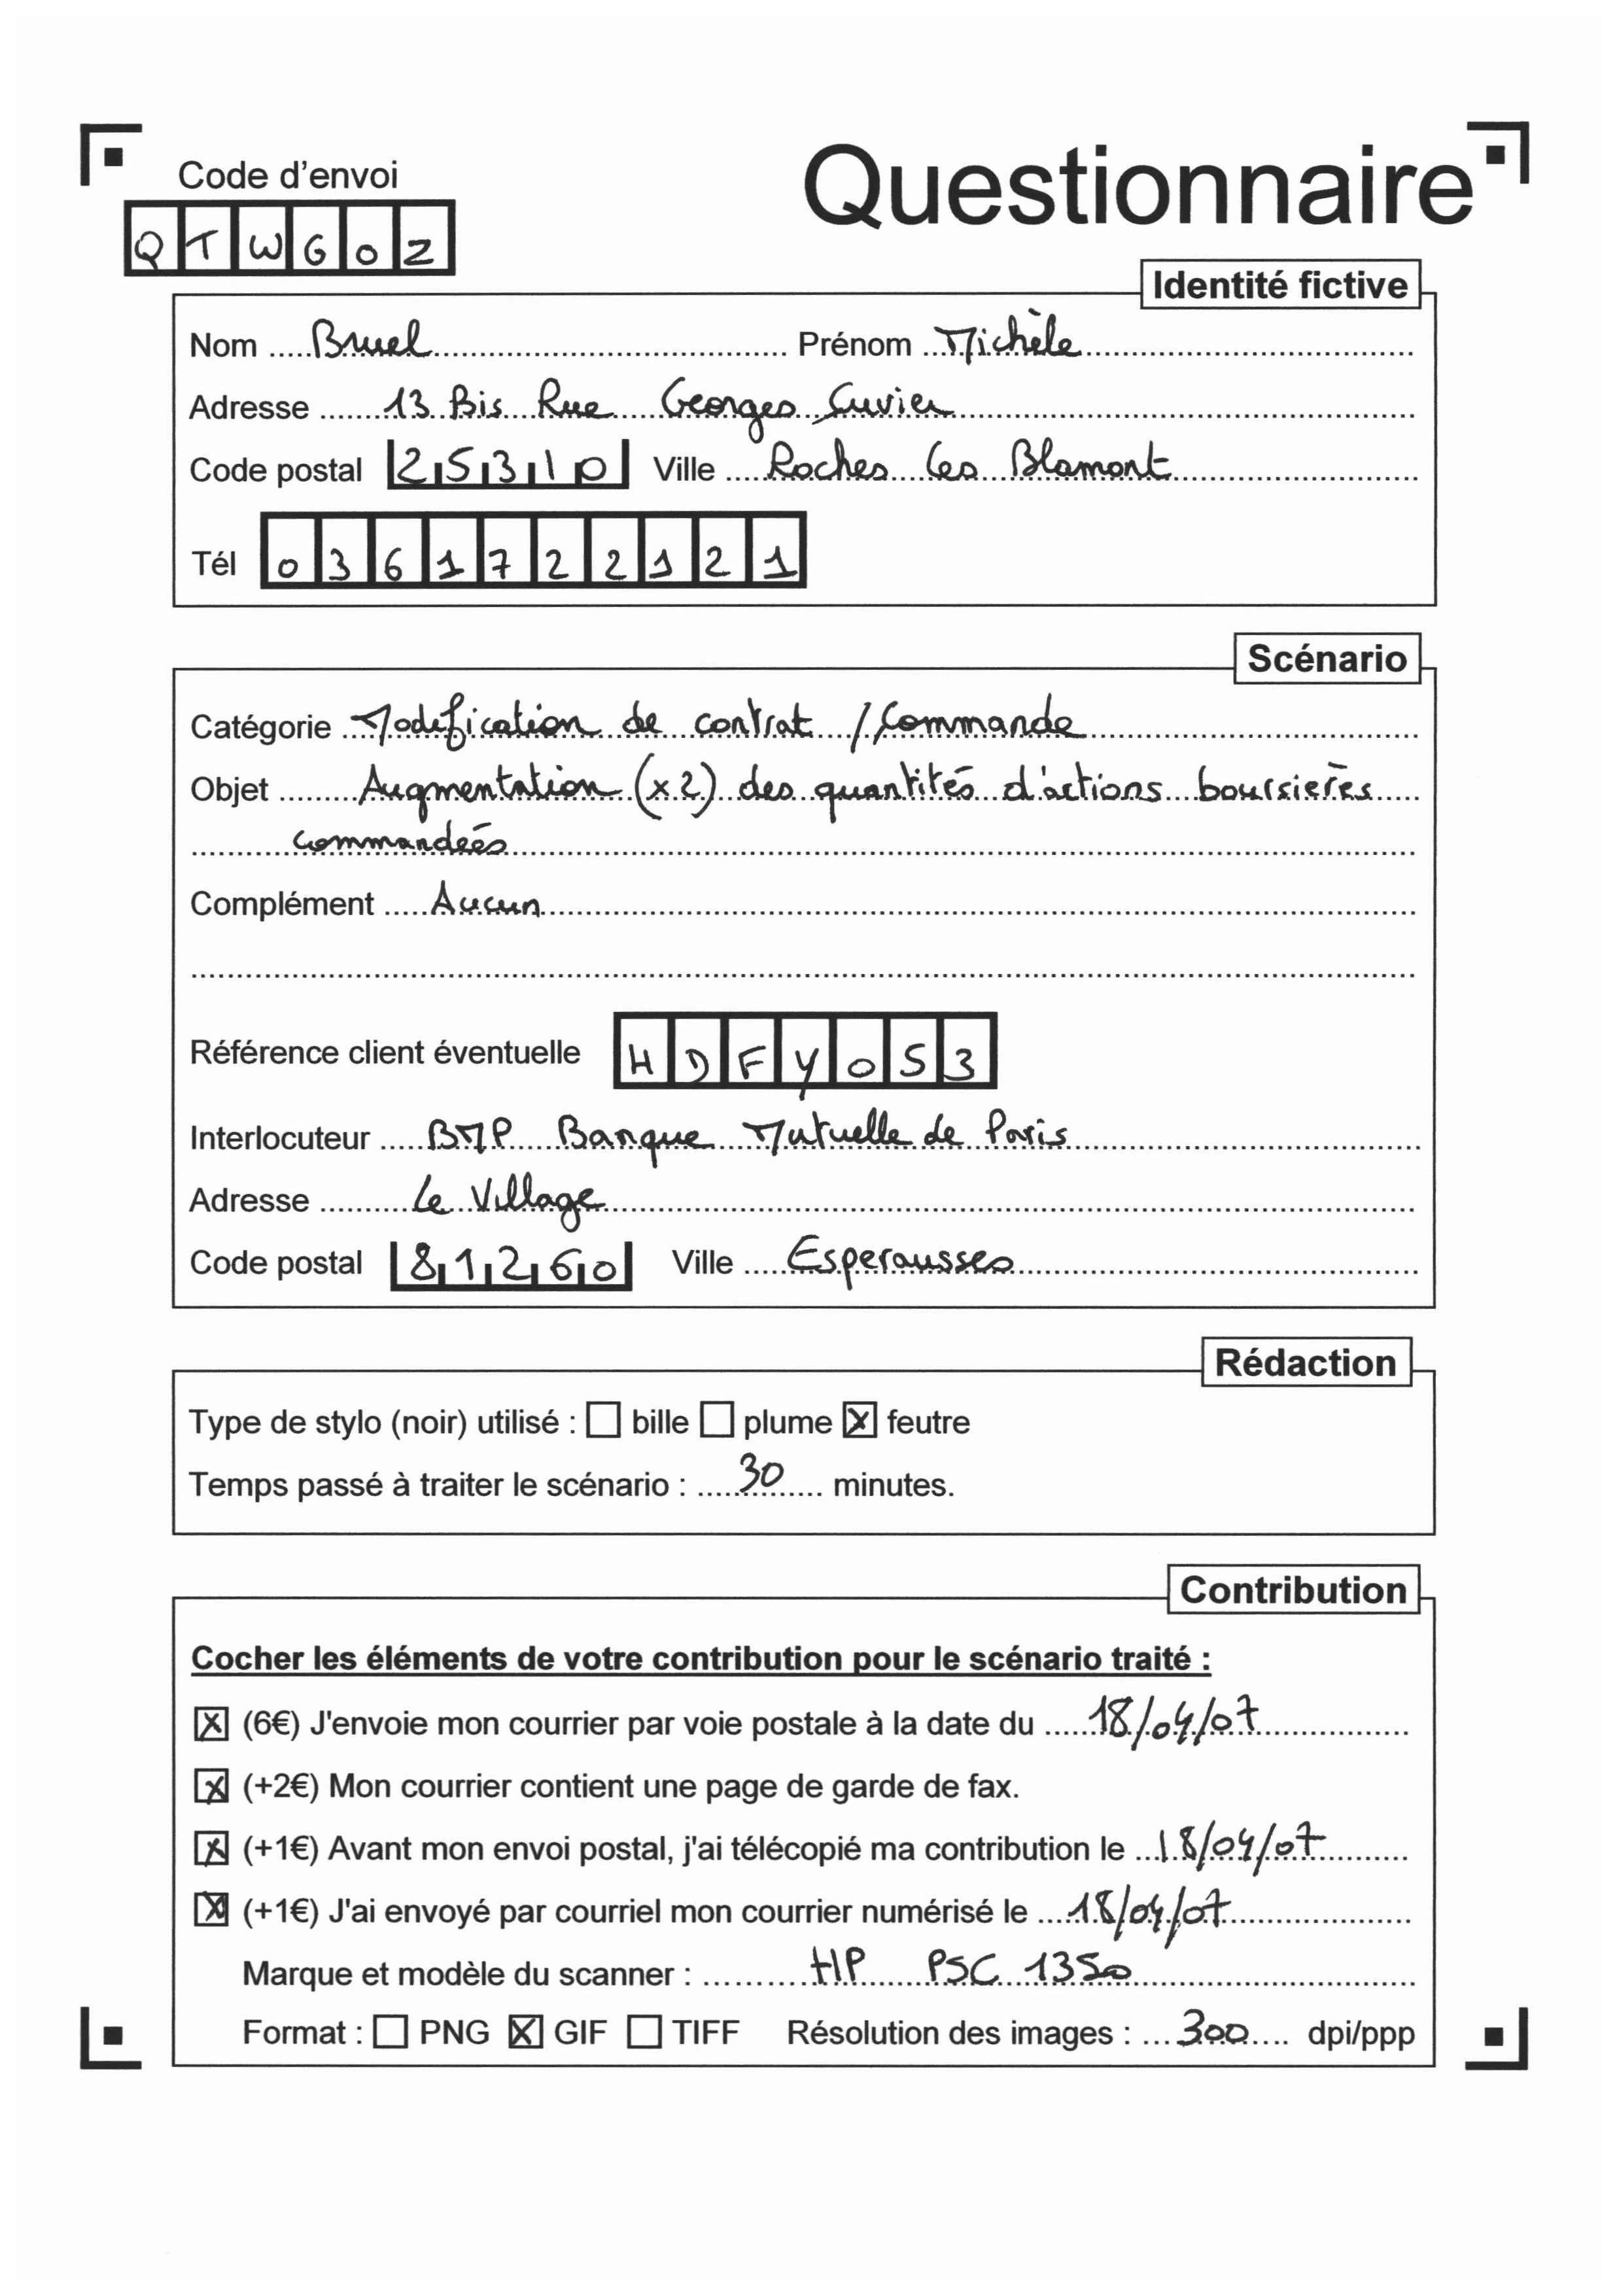 Code d'envoi
Questionnaire
QTWG0Z
Identité fictive
Nom ..... Bruel ..... Prénom ..... Michèle .....
Adresse ..... 13 Bis Rue Georges Cuvier .....
Code postal 25310 Ville ..... Roches les Blamont .....
Tél 0361722121
Scénario
Catégorie ..... Modification de contrat / Commande .....
Objet ..... Augmentation (x2) des quantités d'actions boursières .....
..... commandées .....
Complément ..... Aucun .....
Référence client éventuelle HDFY053
Interlocuteur ..... BMP Banque Mutuelle de Paris .....
Adresse ..... Le Village .....
Code postal 81260 Ville ..... Esperausses .....
Rédaction
Type de stylo (noir) utilisé : ☐ bille ☐ plume ☒ feutre
Temps passé à traiter le scénario : ..... 30 ..... minutes.
Contribution
Cocher les éléments de votre contribution pour le scénario traité :
☒ (6€) J'envoie mon courrier par voie postale à la date du ..... 18/04/07 .....
☒ (+2€) Mon courrier contient une page de garde de fax.
☒ (+1€) Avant mon envoi postal, j'ai télécopié ma contribution le ..... 18/04/07 .....
☒ (+1€) J'ai envoyé par courriel mon courrier numérisé le ..... 18/04/07 .....
Marque et modèle du scanner : ..... HP PSC 1350 .....
Format : ☐ PNG ☒ GIF ☐ TIFF Résolution des images : ..... 300 ..... dpi/ppp